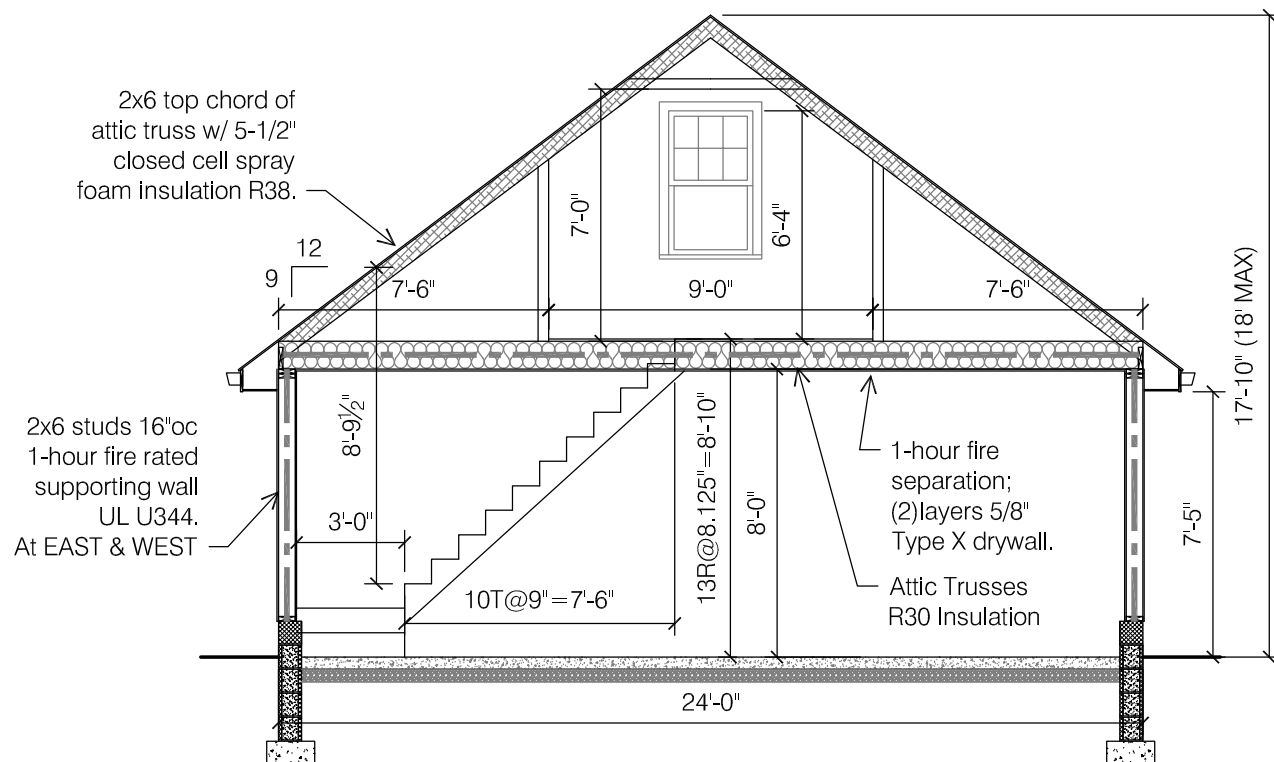 2x6 top chord of
attic truss w/ 5-1/2"
closed cell spray
foam insulation R38.
12
9
7'-6"
9'-0"
7'-6"
7'-0"
6'-4"
17'-10" (18' MAX)
2x6 studs 16"oc
1-hour fire rated
supporting wall
UL U344.
At EAST & WEST
8'-9½"
3'-0"
10T@9"=7'-6"
13R@8.125"=8'-10"
8'-0"
1-hour fire
separation;
(2)layers 5/8"
Type X drywall.
Attic Trusses
R30 Insulation
7'-5"
24'-0"